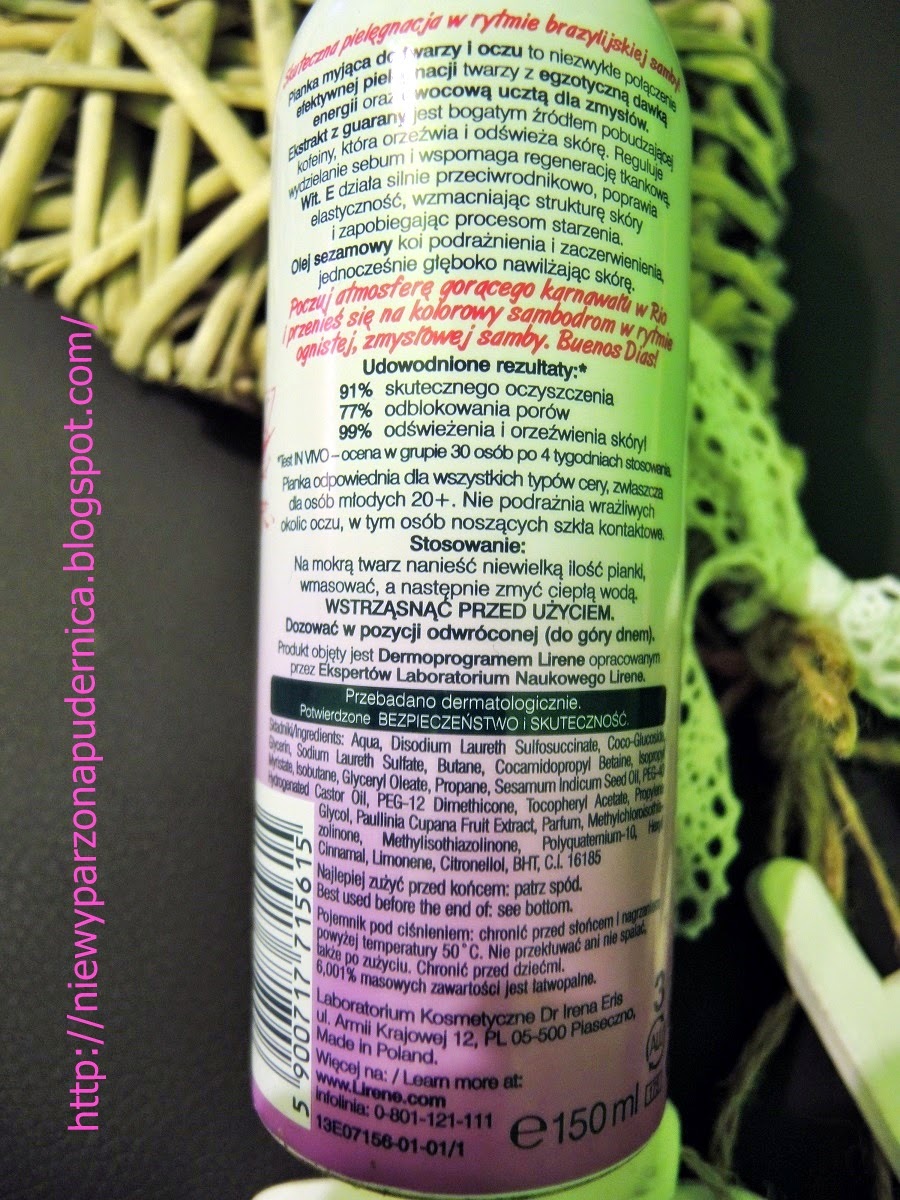 Skuteczna pielęgnacja w rytmie brazylijskiej samby
Pianka myjąca do twarzy i oczu to niezwykłe połączenie
efektywnej pielęgnacji twarzy z egzotyczną dawką
energii oraz owocową ucztą dla zmysłów.
Ekstrakt z guarany jest bogatym źródłem pobudzającej
kofeiny, która orzeźwia i odświeża skórę. Reguluje
wydzielanie sebum i wspomaga regenerację tkankową.
Wit. E działa silnie przeciwrodnikowo, poprawia
elastyczność, wzmacniając strukturę skóry
i zapobiegając procesom starzenia.
Olej sezamowy koi podrażnienia i zaczerwienienia,
jednocześnie głęboko nawilżając skórę.
Poczuj atmosferę gorącego karnawału w Rio
i przenieś się na kolorowy sambodrom w rytmie
ognistej, zmysłowej samby. Buenos Dias!
Udowodnione rezultaty:*
91% skutecznego oczyszczenia
77% odblokowania porów
99% odświeżenia i orzeźwienia skóry!
*Test IN VIVO – ocena w grupie 30 osób po 4 tygodniach stosowania.
Pianka odpowiednia dla wszystkich typów cery, zwłaszcza
dla osób młodych 20+. Nie podrażnia wrażliwych
okolic oczu, w tym osób noszących szkła kontaktowe.
Stosowanie:
Na mokrą twarz nanieść niewielką ilość pianki,
wmasować, a następnie zmyć ciepłą wodą.
WSTRZĄSNĄĆ PRZED UŻYCIEM.
Dozować w pozycji odwróconej (do góry dnem).
Produkt objęty jest Dermoprogramem Lirene opracowanym
przez Ekspertów Laboratorium Naukowego Lirene.
Przebadano dermatologicznie.
Potwierdzone BEZPIECZEŃSTWO i SKUTECZNOŚĆ.
Składniki/Ingredients: Aqua, Disodium Laureth Sulfosuccinate, Coco-Glucoside,
Glycerin, Sodium Laureth Sulfate, Butane, Cocamidopropyl Betaine, Isopropyl
Myristate, Isobutane, Glyceryl Oleate, Propane, Sesamum Indicum Seed Oil, PEG-40
Hydrogenated Castor Oil, PEG-12 Dimethicone, Tocopheryl Acetate, Propylene
Glycol, Paullinia Cupana Fruit Extract, Parfum, Methylchloroisothia-
zolinone, Methylisothiazolinone, Polyquaternium-10, Hexyl
Cinnamal, Limonene, Citronellol, BHT, C.I. 16185
Najlepiej zużyć przed końcem: patrz spód.
Best used before the end of: see bottom.
Pojemnik pod ciśnieniem: chronić przed słońcem i nagrzaniem
powyżej temperatury 50°C. Nie przekłuwać ani nie spalać,
także po zużyciu. Chronić przed dziećmi.
6,001% masowych zawartości jest łatwopalne.
Laboratorium Kosmetyczne Dr Irena Eris
ul. Armii Krajowej 12, PL 05-500 Piaseczno,
Made in Poland.
Więcej na: / Learn more at:
www.Lirene.com
infolinia: 0-801-121-111
13E07156-01-01/1
e 150 ml
5 900717 715615
http://niewyparzonapudernica.blogspot.com/